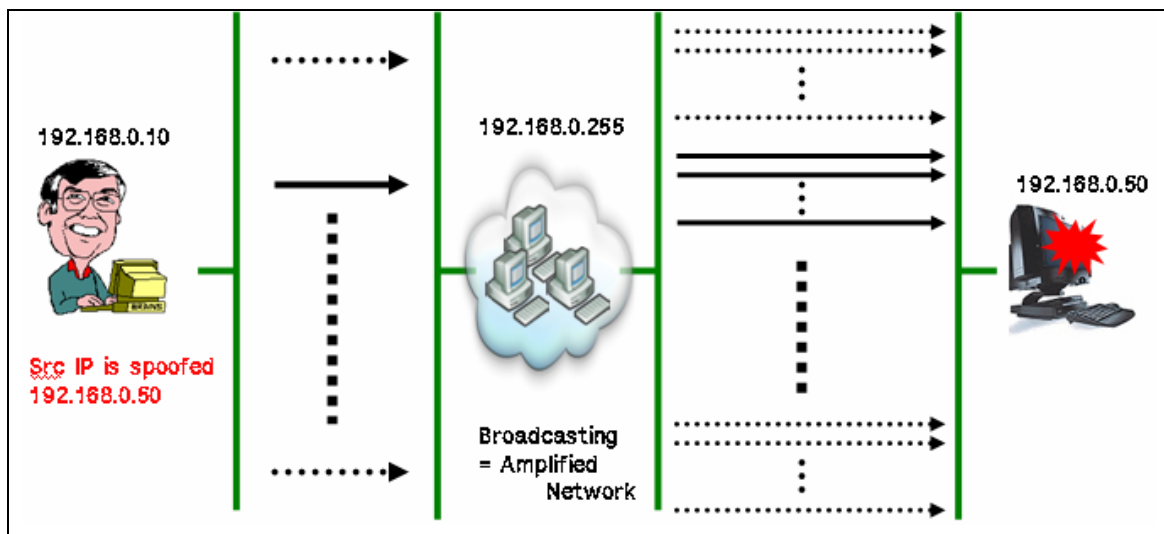 192.168.0.10
BRAINS
Src IP is spoofed
192.168.0.50
192.168.0.255
Broadcasting
= Amplified
Network
192.168.0.50